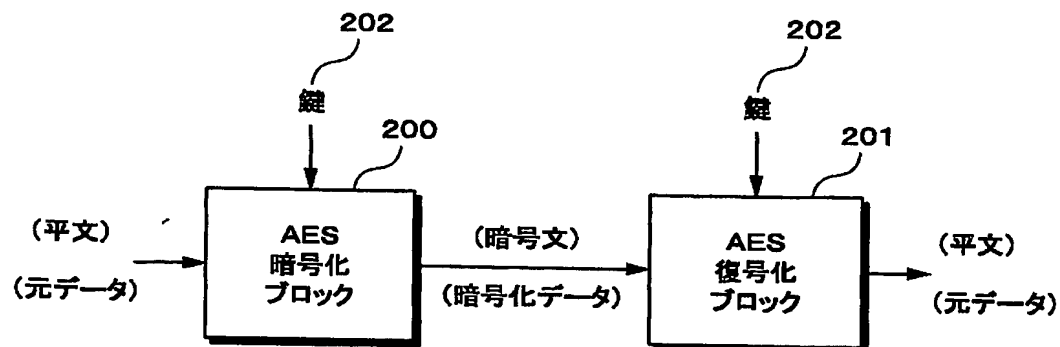 202
202
鍵
鍵
200
201
(平文)
(元データ)
AES
暗号化
ブロック
(暗号文)
(暗号化データ)
AES
復号化
ブロック
(平文)
(元データ)